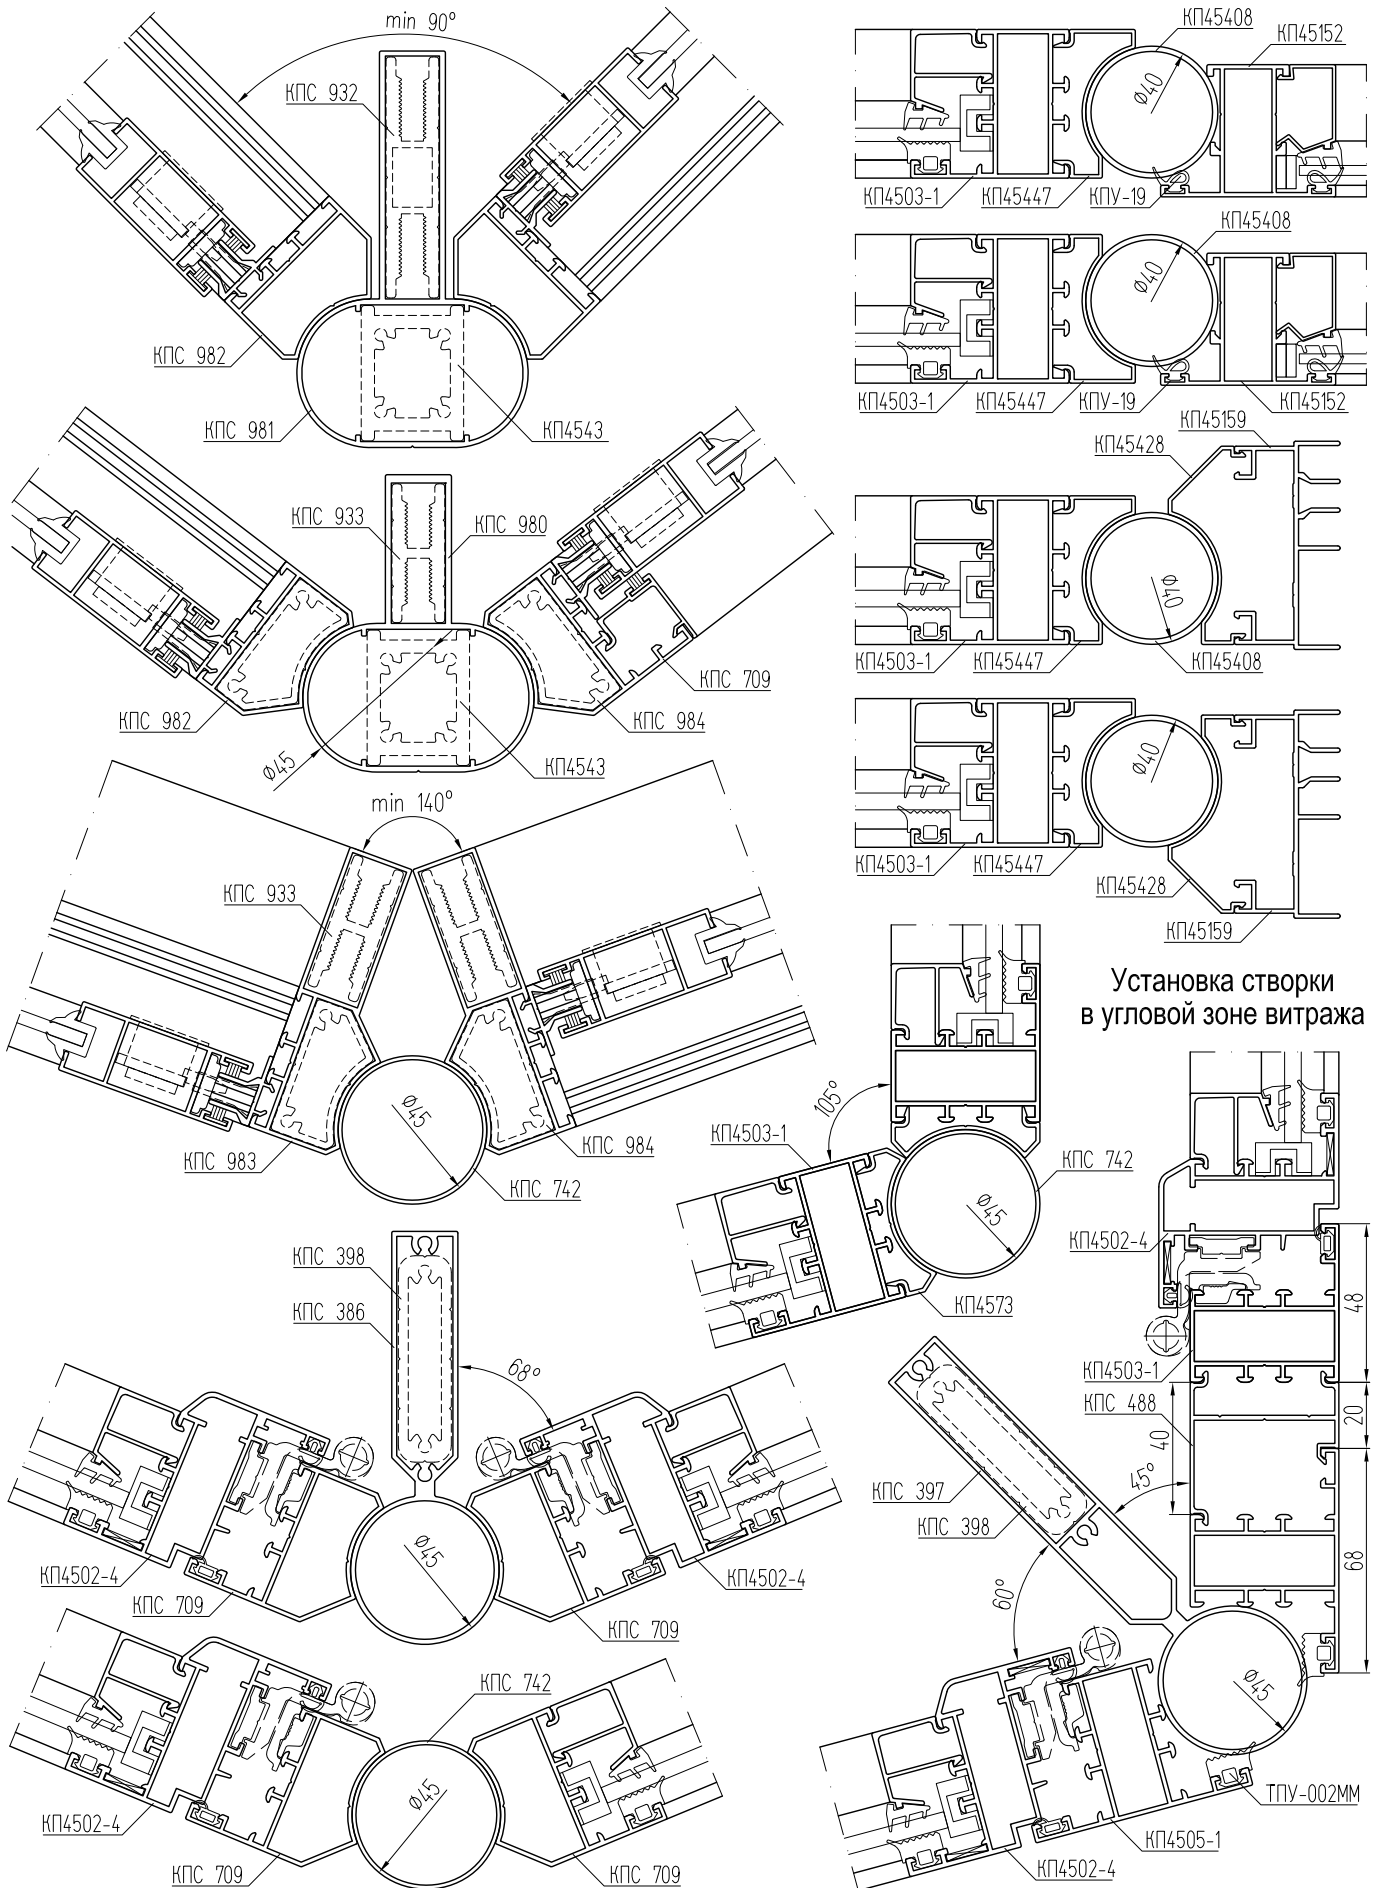 min 90°
КПС 932
КПС 982
КПС 981
КП4543
КП45408
КП45152
Ø40
КП4503-1
КП45447
КПУ-19
КП45408
Ø40
КП4503-1
КП45447
КПУ-19
КП45152
КПС 933
КПС 980
КПС 709
КПС 982
КПС 984
Ø45
КП4543
КП45159
КП45428
Ø40
КП4503-1
КП45447
КП45408
Ø40
КП4503-1
КП45447
КП45428
КП45159
min 140°
КПС 933
Ø45
КПС 983
КПС 984
КПС 742
Установка створки
в угловой зоне витража
105°
КП4503-1
КПС 742
Ø45
КП4573
КПС 398
КПС 386
68°
Ø45
КП4502-4
КПС 709
КП4502-4
КПС 709
КП4502-4
48
КП4503-1
КПС 488
20
40
45°
68
КПС 397
КПС 398
60°
Ø45
ТПУ-002ММ
КП4505-1
КП4502-4
КПС 742
Ø45
КП4502-4
КПС 709
КПС 709